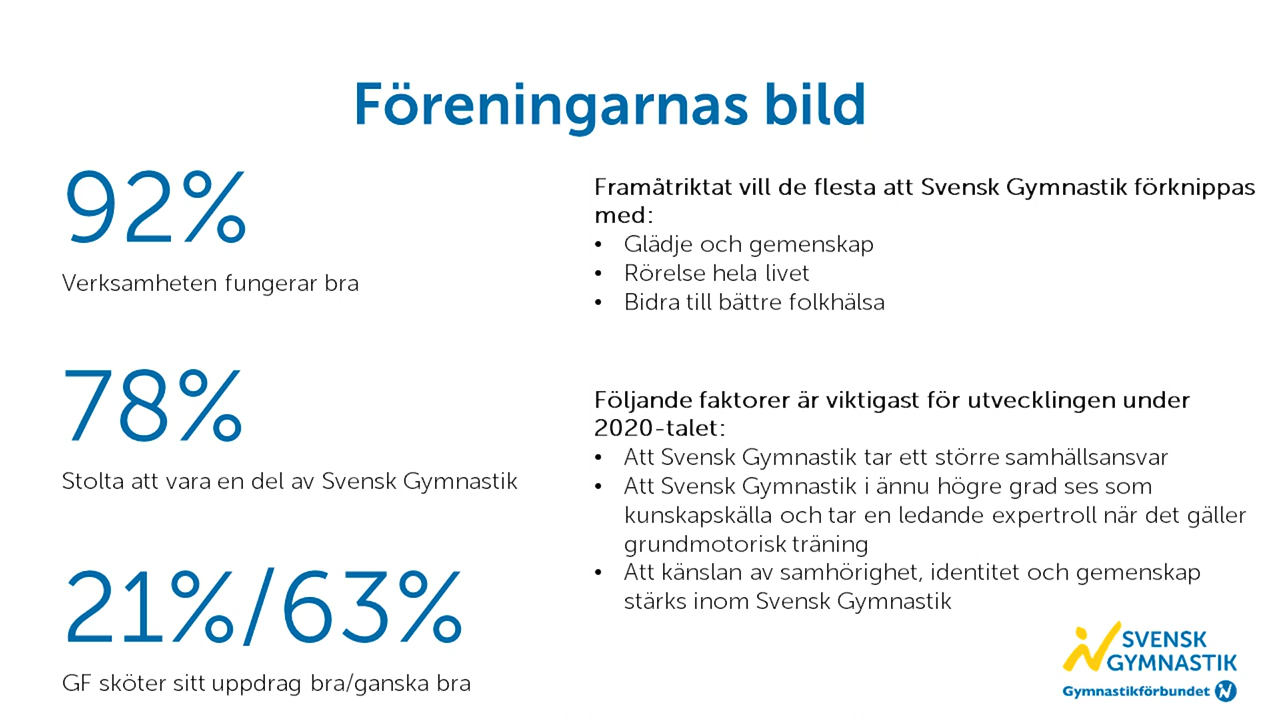 Föreningarnas bild
92%
Verksamheten fungerar bra
78%
Stolta att vara en del av Svensk Gymnastik
21%/63%
GF sköter sitt uppdrag bra/ganska bra
Framåtriktat vill de flesta att Svensk Gymnastik förknippas
med:
• Glädje och gemenskap
• Rörelse hela livet
• Bidra till bättre folkhälsa
Följande faktorer är viktigast för utvecklingen under
2020-talet:
• Att Svensk Gymnastik tar ett större samhällsansvar
• Att Svensk Gymnastik i ännu högre grad ses som
kunskapskälla och tar en ledande expertroll när det gäller
grundmotorisk träning
• Att känslan av samhörighet, identitet och gemenskap
stärks inom Svensk Gymnastik
SVENSK
GYMNASTIK
Gymnastikförbundet